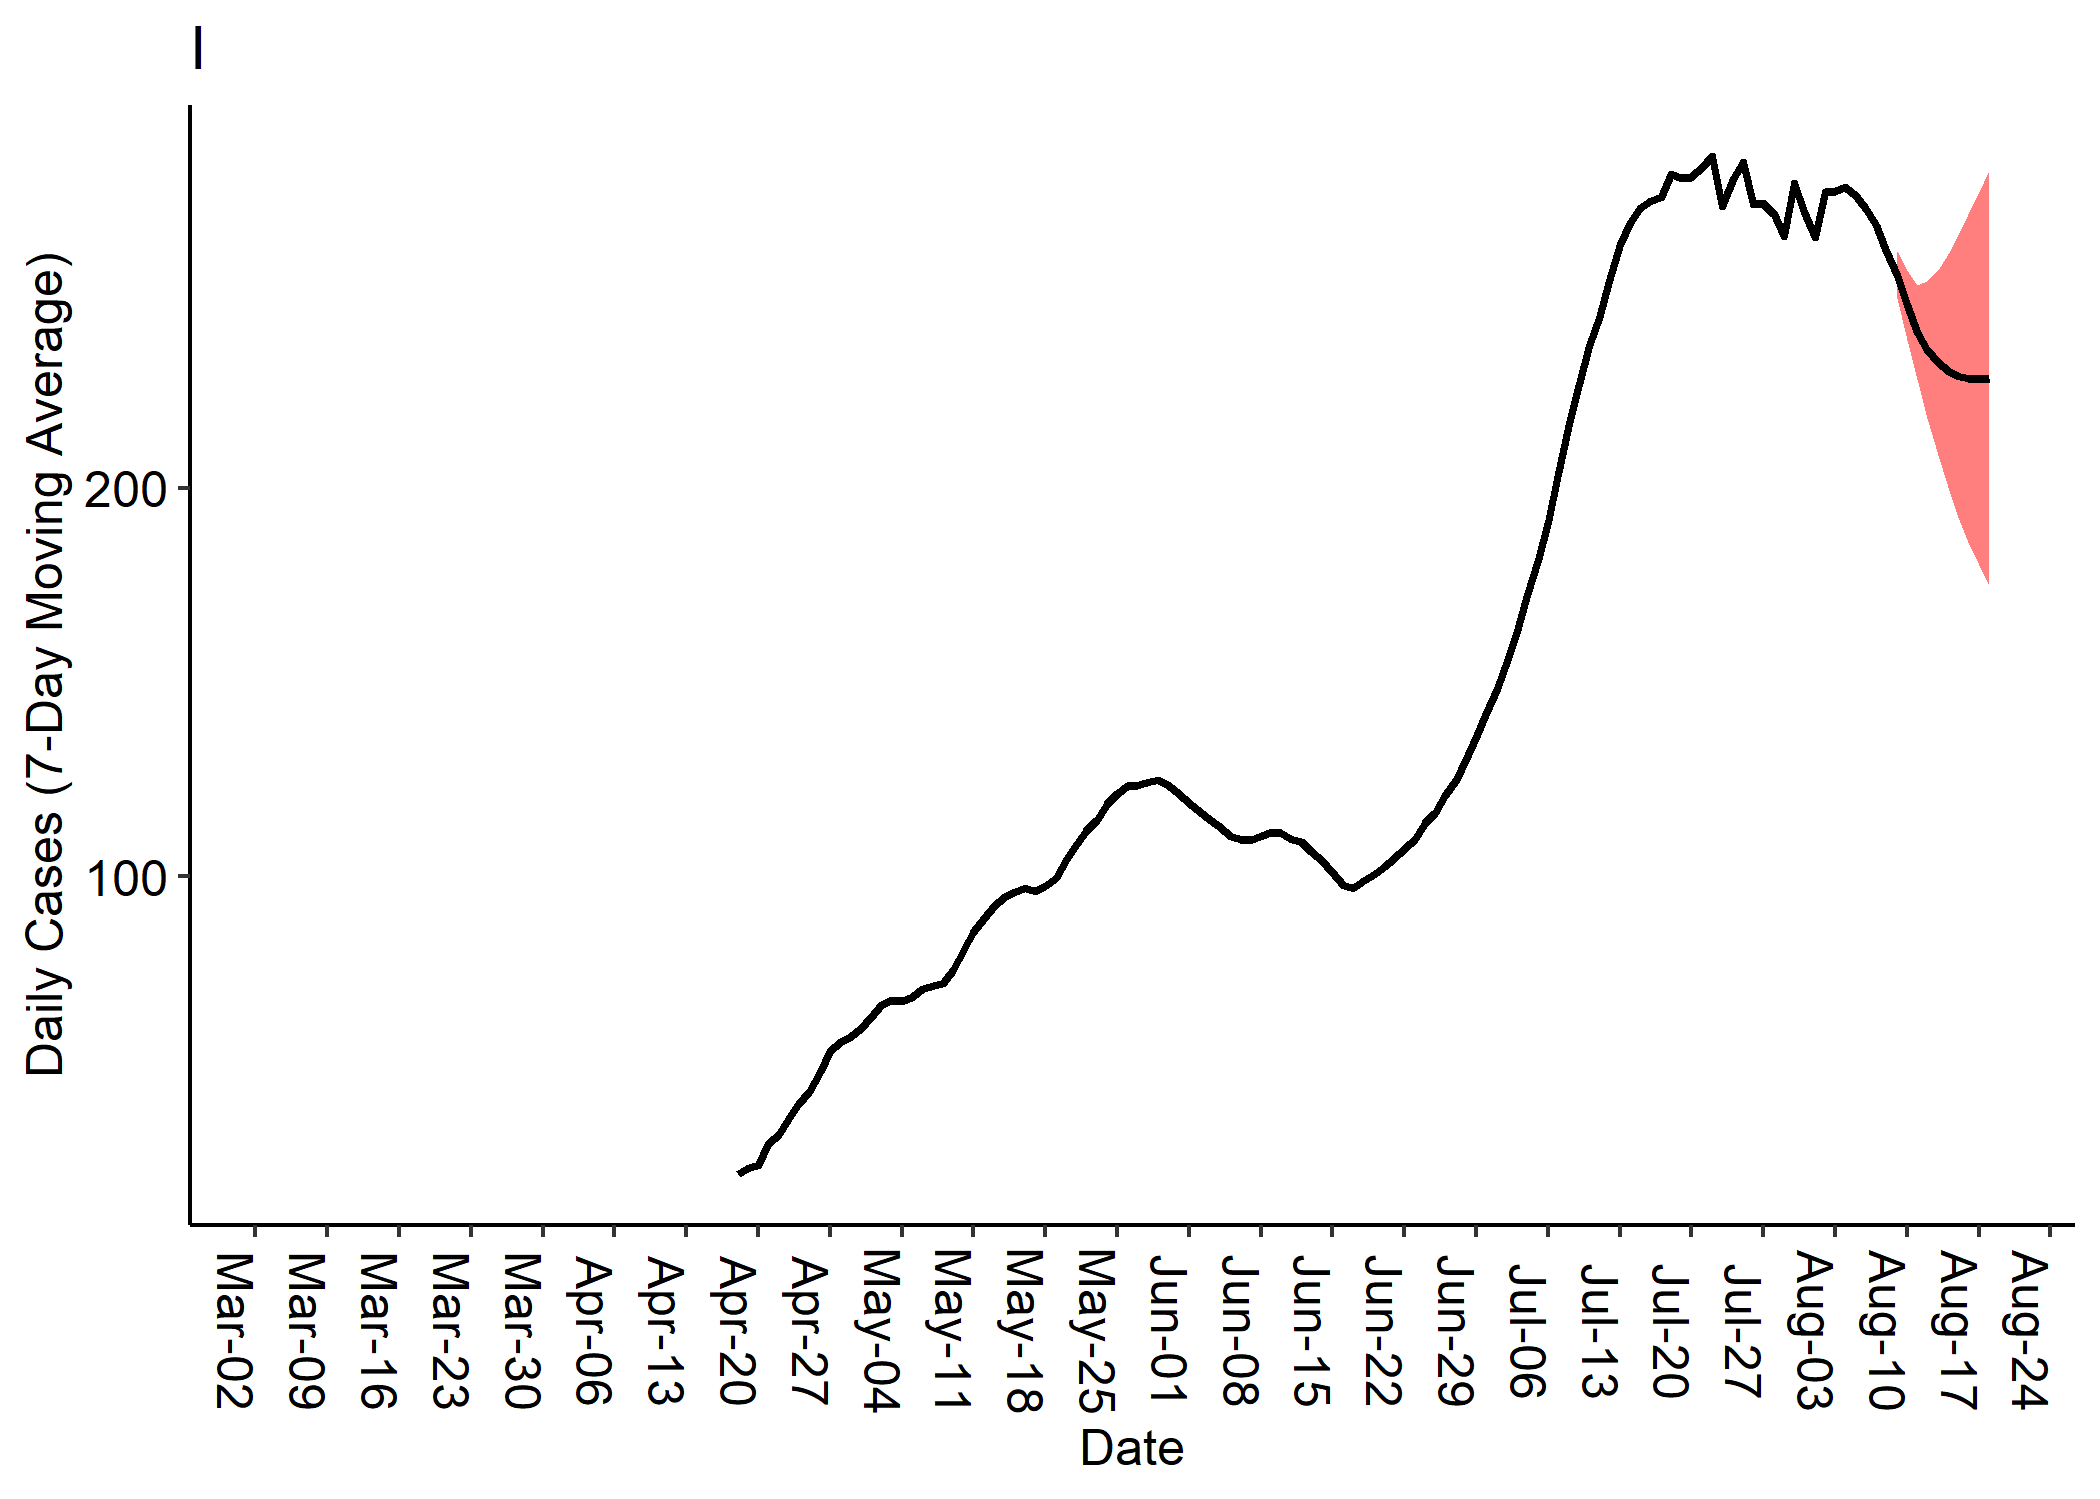 I
Daily Cases (7-Day Moving Average)
200
100
Mar-02
Mar-09
Mar-16
Mar-23
Mar-30
Apr-06
Apr-13
Apr-20
Apr-27
May-04
May-11
May-18
May-25
Jun-01
Jun-08
Jun-15
Jun-22
Jun-29
Jul-06
Jul-13
Jul-20
Jul-27
Aug-03
Aug-10
Aug-17
Aug-24
Date